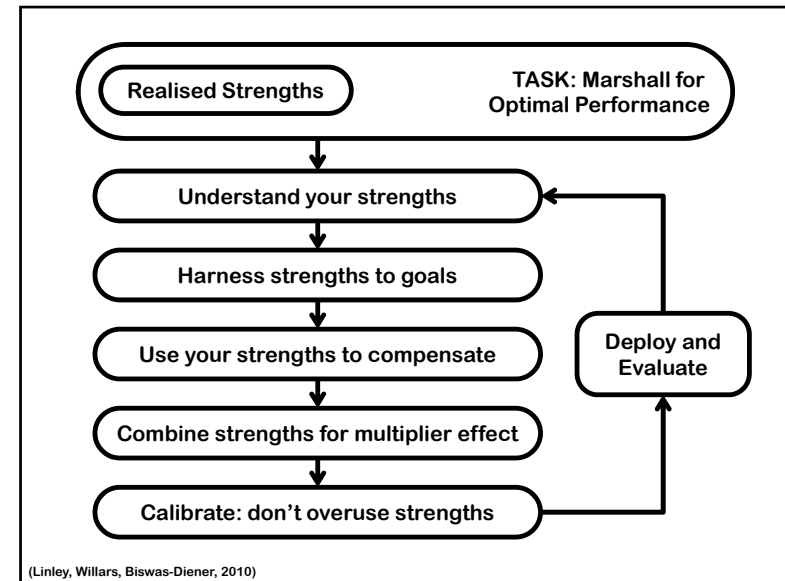 Realised Strengths
TASK: Marshall for
Optimal Performance
Understand your strengths
Harness strengths to goals
Use your strengths to compensate
Combine strengths for multiplier effect
Calibrate: don’t overuse strengths
Deploy and
Evaluate
(Linley, Willars, Biswas-Diener, 2010)